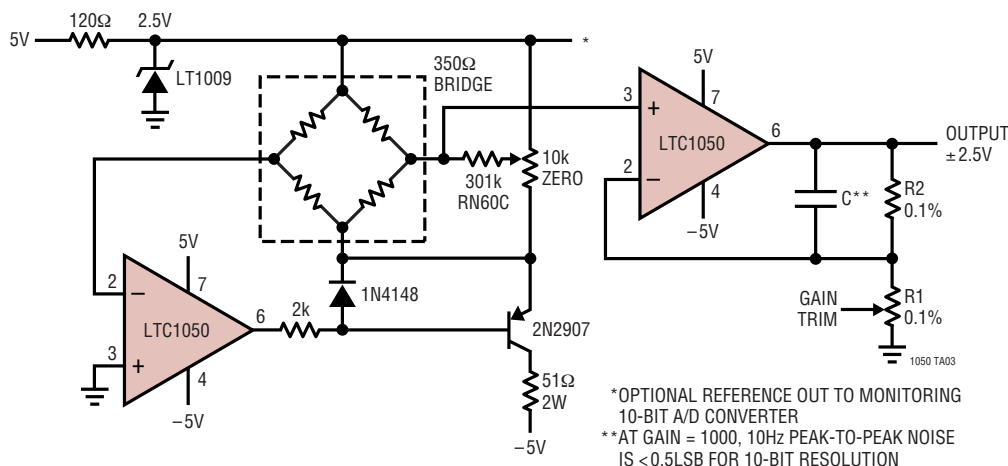 120Ω
2.5V
5V
*
LT1009
350Ω
BRIDGE
5V
3
+
7
LTC1050
6
OUTPUT
±2.5V
2
−
4
−5V
301k
RN60C
10k
ZERO
C**
R2
0.1%
5V
2
−
7
1N4148
LTC1050
6
2k
2N2907
3
+
4
−5V
51Ω
2W
−5V
GAIN
TRIM
R1
0.1%
1050 TA03
*OPTIONAL REFERENCE OUT TO MONITORING
10-BIT A/D CONVERTER
**AT GAIN = 1000, 10Hz PEAK-TO-PEAK NOISE
IS <0.5LSB FOR 10-BIT RESOLUTION